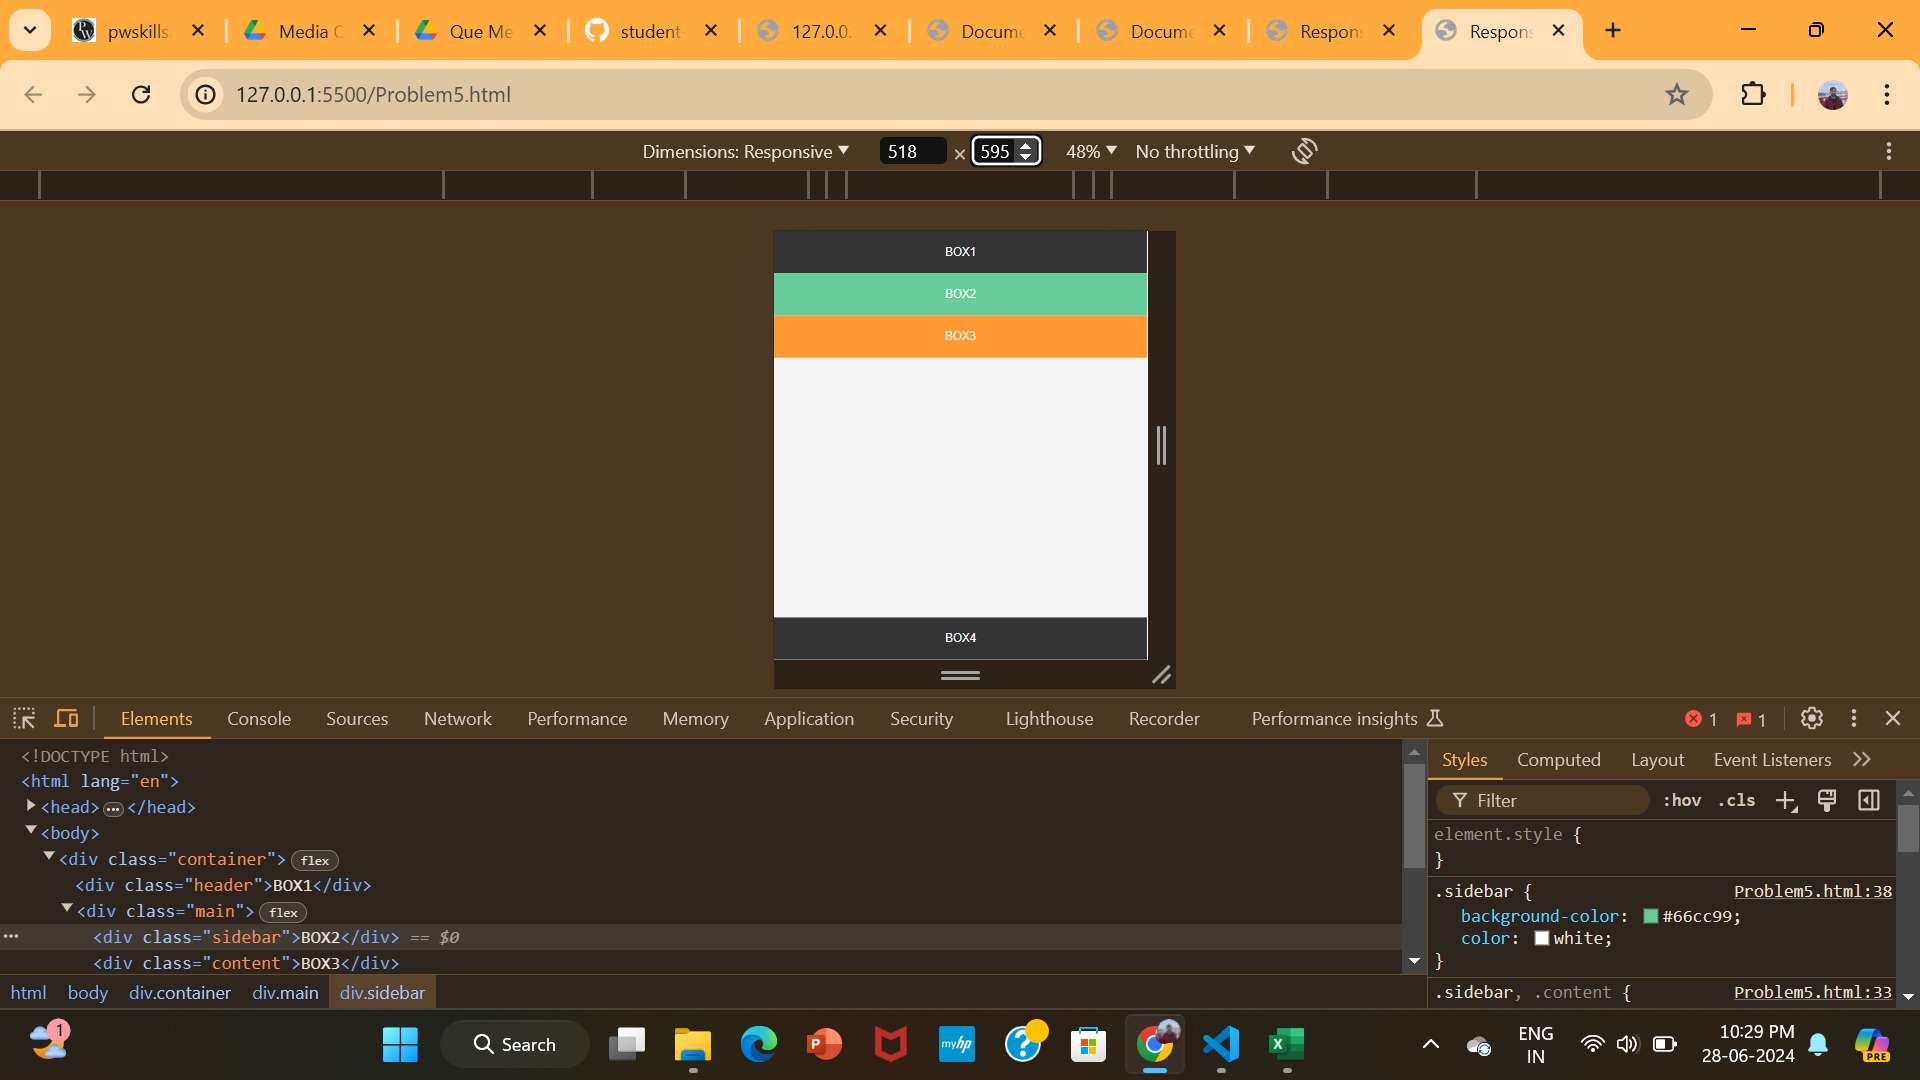 pwskills.
Media C
Que Me
student-
127.0.0.
Docume
Docume
Respons
Respons
127.0.0.1:5500/Problem5.html
Dimensions: Responsive
518 × 595
48%
No throttling
BOX1
BOX2
BOX3
BOX4
Elements
Console
Sources
Network
Performance
Memory
Application
Security
Lighthouse
Recorder
Performance insights
1
1
<!DOCTYPE html>
<html lang="en">
<head> ... </head>
<body>
<div class="container"> flex
<div class="header">BOX1</div>
<div class="main"> flex
... <div class="sidebar">BOX2</div> == $0
<div class="content">BOX3</div>
html body div.container div.main div.sidebar
Styles
Computed
Layout
Event Listeners
Filter
:hov .cls
element.style {
}
.sidebar { Problem5.html:38
background-color: #66cc99;
color: white;
}
.sidebar, .content { Problem5.html:33
1
Search
P
myhp
?
X
ENG
IN
10:29 PM
28-06-2024
PRE